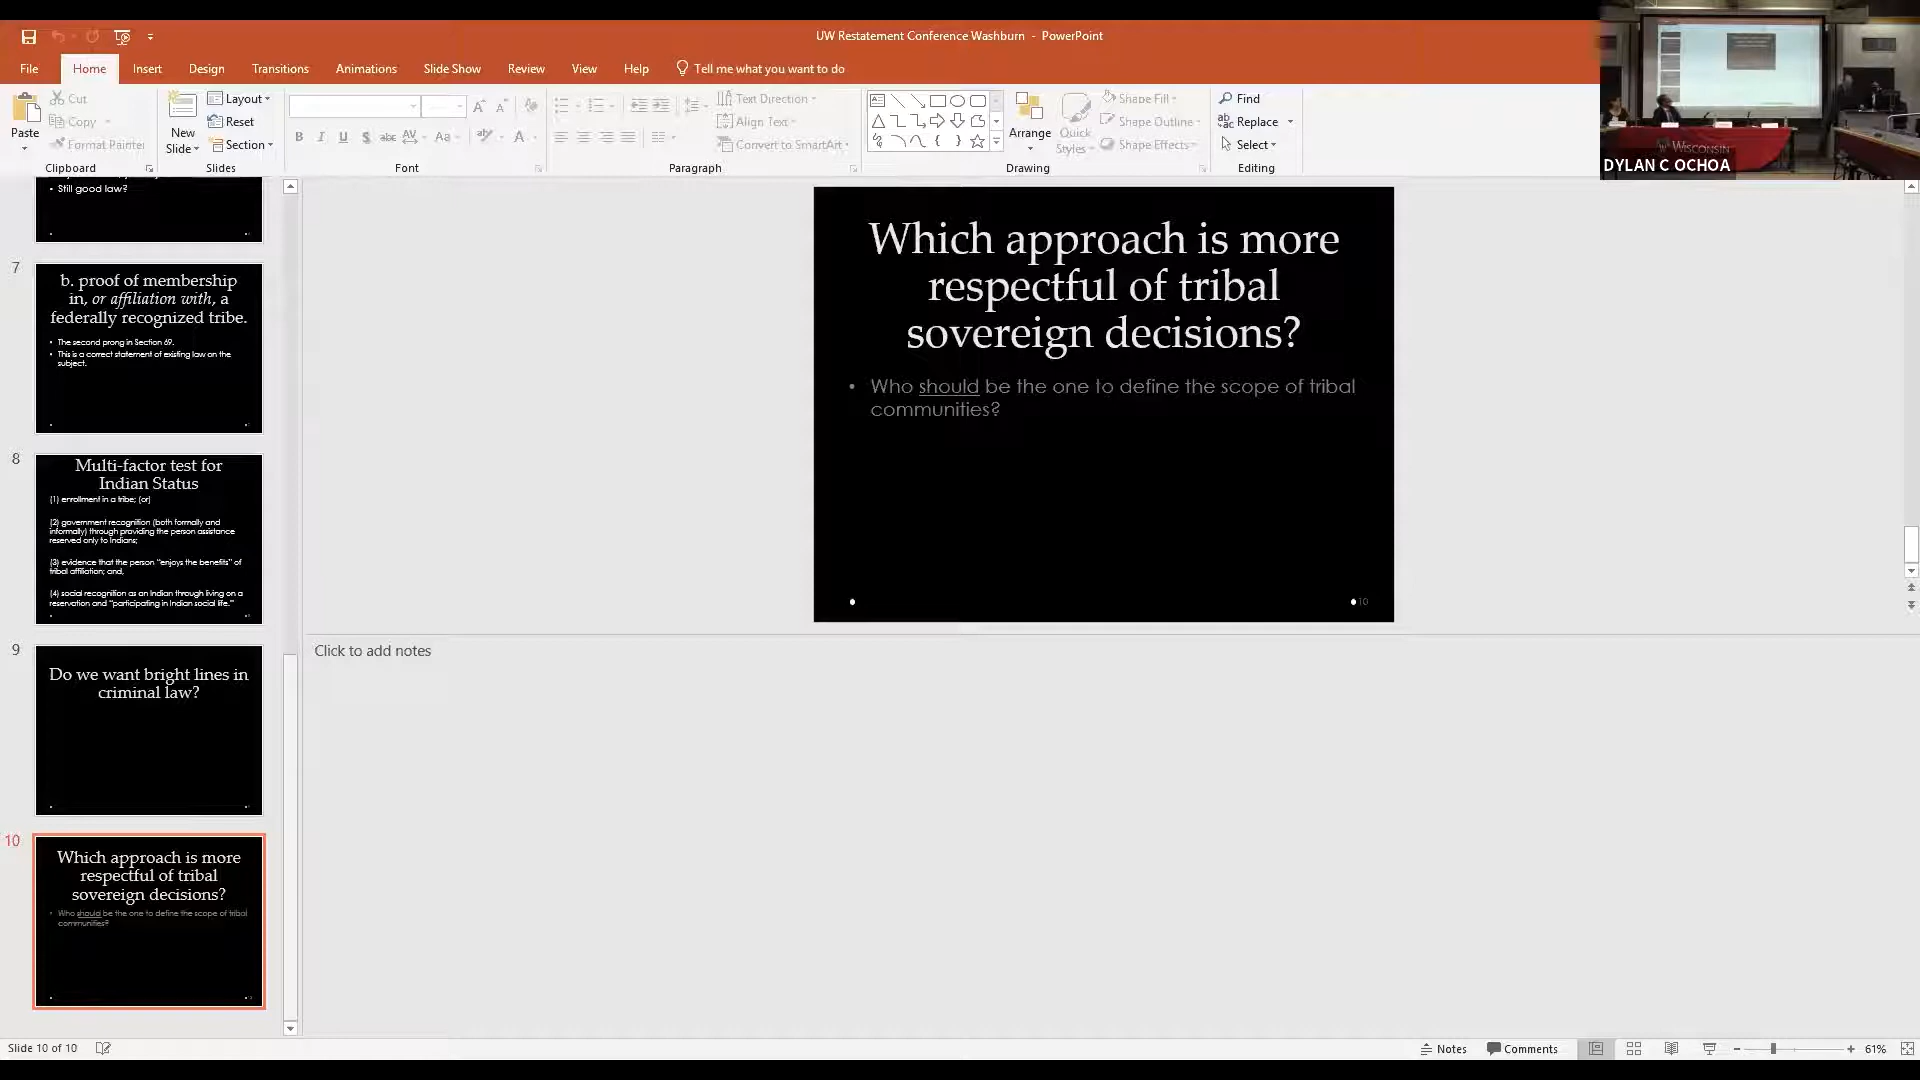 UW Restatement Conference Washburn - PowerPoint
File Home Insert Design Transitions Animations Slide Show Review View Help Tell me what you want to do
Paste
Cut
Copy
Format Painter
Clipboard
New
Slide
Layout
Reset
Section
Slides
B I U S abc AV Aa A
Font
Text Direction
Align Text
Convert to SmartArt
Paragraph
Arrange
Quick
Styles
Shape Fill
Shape Outline
Shape Effects
Drawing
Find
Replace
Select
Editing
WISCONSIN
DYLAN C OCHOA
• Still good law?
7
b. proof of membership
in, or affiliation with, a
federally recognized tribe.
• The second prong in Section 69.
• This is a correct statement of existing law on the
subject.
8
Multi-factor test for
Indian Status
(1) enrollment in a tribe; (or)
(2) government recognition (both formally and
informally) through providing the person assistance
reserved only to Indians;
(3) evidence that the person "enjoys the benefits" of
tribal affiliation; and,
(4) social recognition as an Indian through living on a
reservation and "participating in Indian social life."
9
Do we want bright lines in
criminal law?
10
Which approach is more
respectful of tribal
sovereign decisions?
• Who should be the one to define the scope of tribal
communities?
Which approach is more
respectful of tribal
sovereign decisions?
• Who should be the one to define the scope of tribal
communities?
10
Click to add notes
Slide 10 of 10
Notes Comments 61%